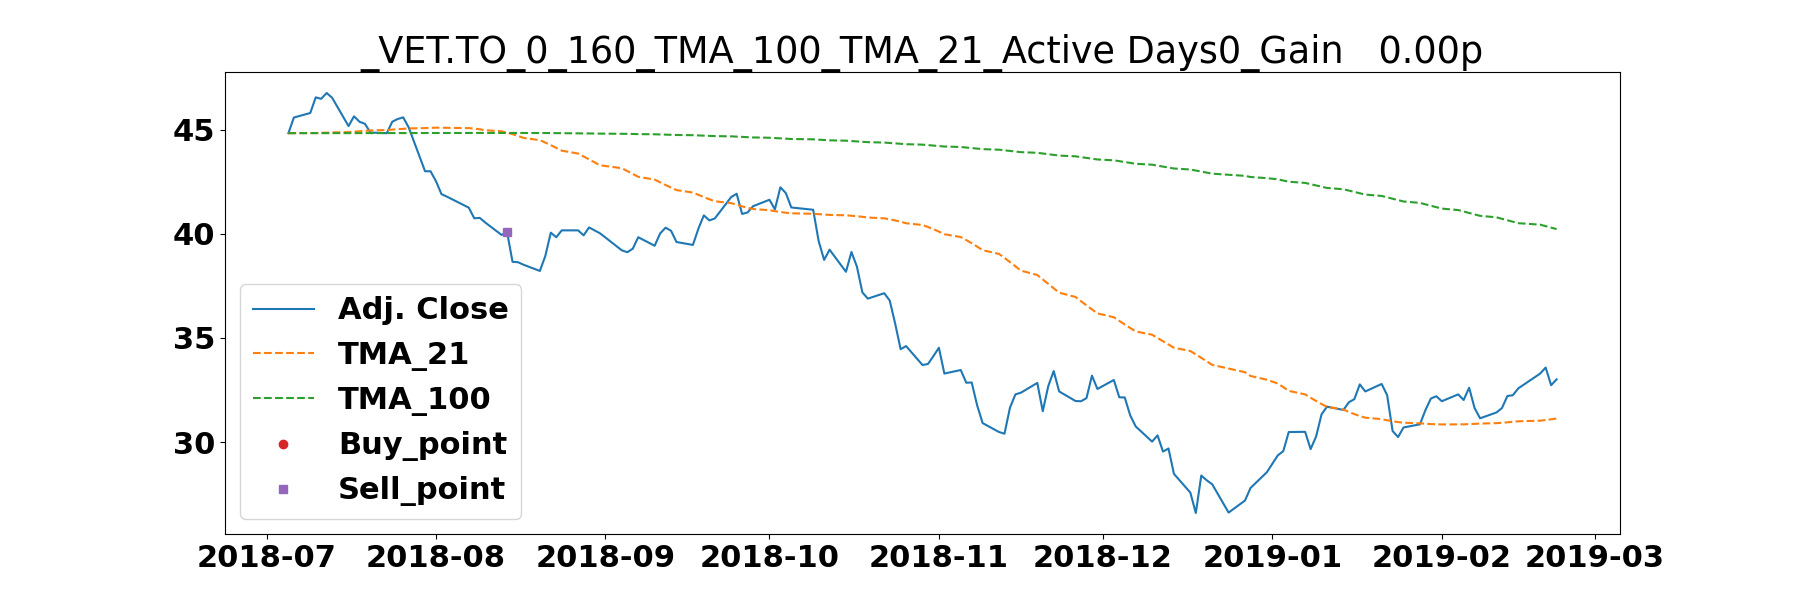 _VET.TO_0_160_TMA_100_TMA_21_Active Days0_Gain   0.00p
45
40
35
30
Adj. Close
TMA_21
TMA_100
Buy_point
Sell_point
2018-07 2018-08 2018-09 2018-10 2018-11 2018-12 2019-01 2019-02 2019-03